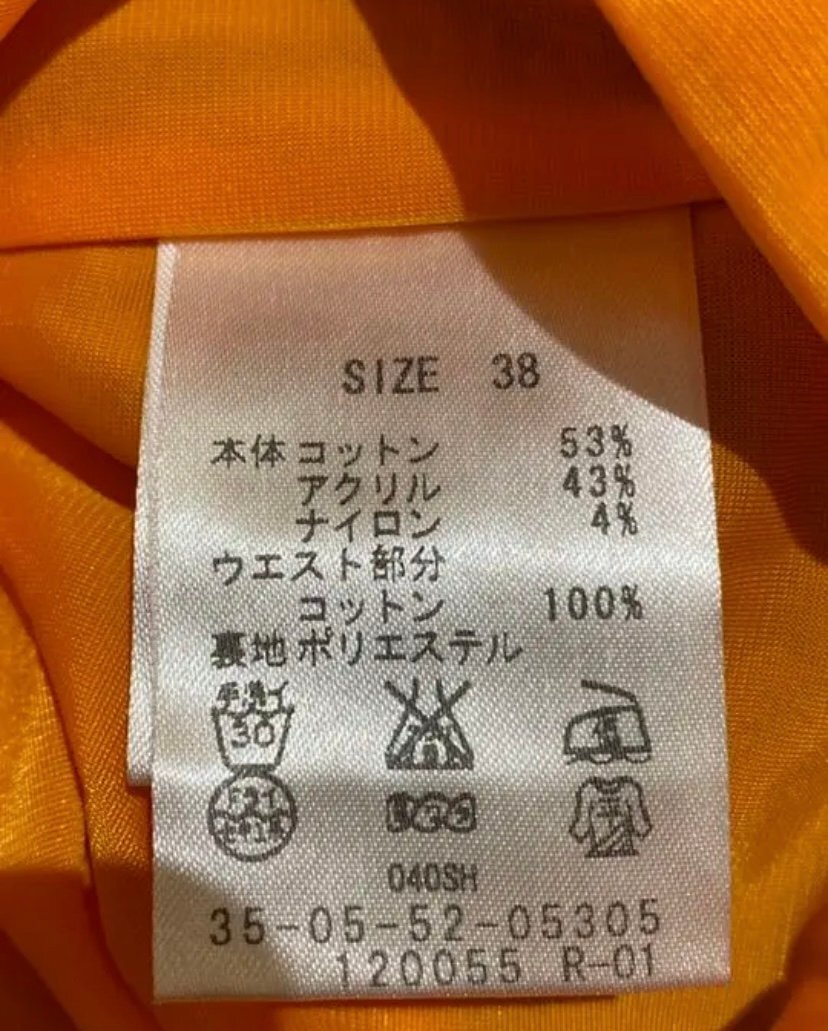 SIZE 38
本体 コットン 53%
アクリル 43%
ナイロン 4%
ウエスト部分
コットン 100%
裏地 ポリエステル
手洗イ
30
040SH
35-05-52-05305
120055 R-01